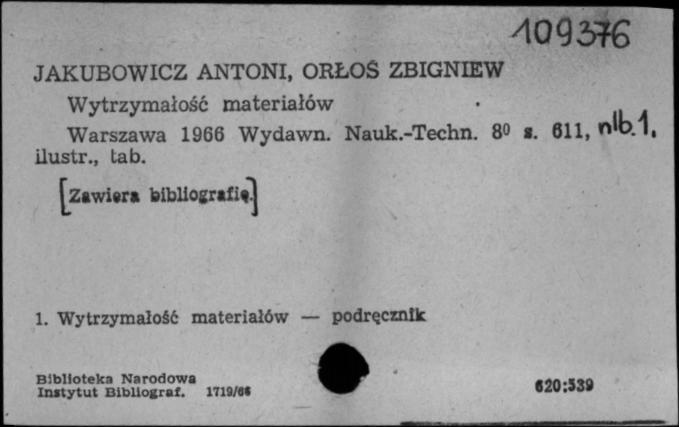 109376
JAKUBOWICZ ANTONI, ORŁOŚ ZBIGNIEW
Wytrzymałość materiałów
Warszawa 1966 Wydawn. Nauk.-Techn. 8⁰ s. 611, nlb. 1,
ilustr., tab.
[Zawiera bibliografię.]
1. Wytrzymałość materiałów — podręcznik
Biblioteka Narodowa
Instytut Bibliograf. 1719/66
620:539